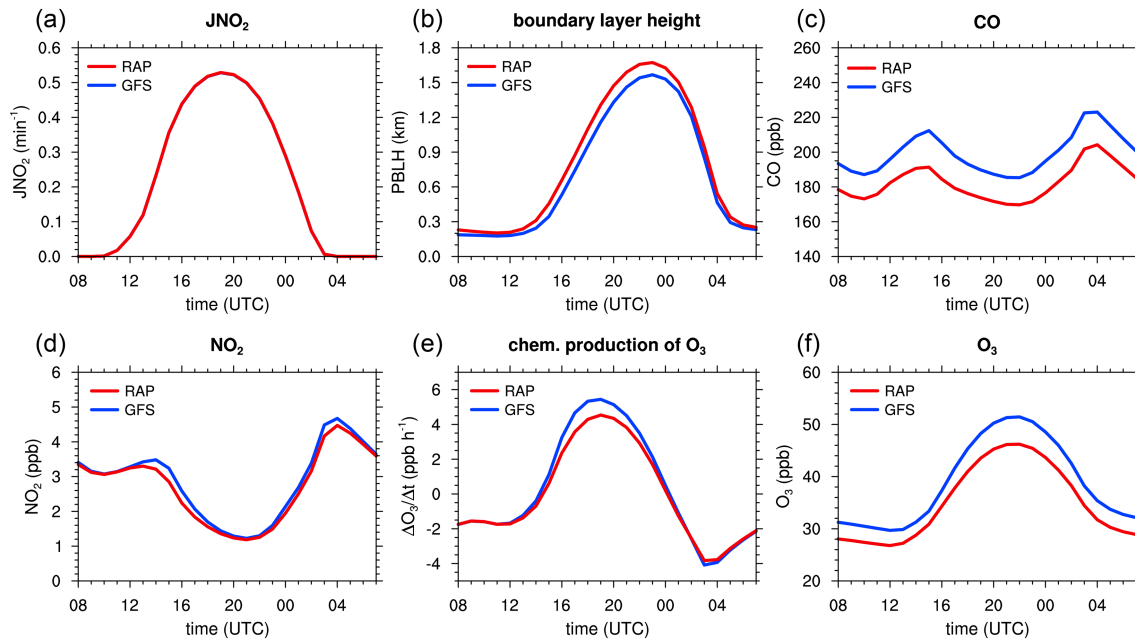 (a) JNO₂
0.6
0.5
0.4
0.3
0.2
0.1
0.0
JNO₂ (min⁻¹)
RAP
GFS
08 12 16 20 00 04
time (UTC)
(b) boundary layer height
1.8
1.5
1.2
0.9
0.6
0.3
0.0
PBLH (km)
RAP
GFS
08 12 16 20 00 04
time (UTC)
(c) CO
260
240
220
200
180
160
140
CO (ppb)
RAP
GFS
08 12 16 20 00 04
time (UTC)
(d) NO₂
6
5
4
3
2
1
0
NO₂ (ppb)
RAP
GFS
08 12 16 20 00 04
time (UTC)
(e) chem. production of O₃
6
4
2
0
-2
-4
ΔO₃/Δt (ppb h⁻¹)
RAP
GFS
08 12 16 20 00 04
time (UTC)
(f) O₃
60
50
40
30
20
O₃ (ppb)
RAP
GFS
08 12 16 20 00 04
time (UTC)